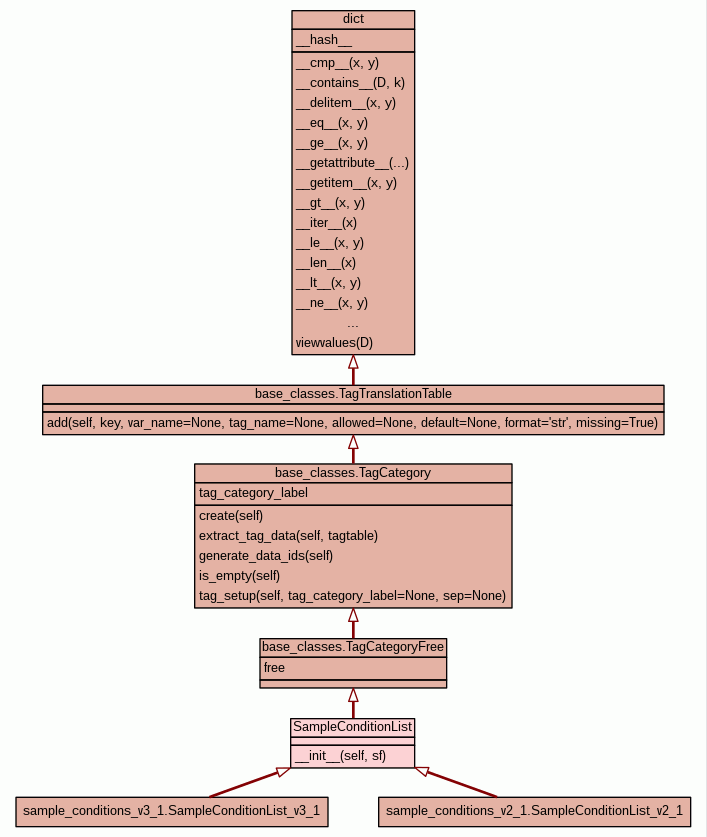 dict
__hash__
__cmp__(x, y)
__contains__(D, k)
__delitem__(x, y)
__eq__(x, y)
__ge__(x, y)
__getattribute__(...)
__getitem__(x, y)
__gt__(x, y)
__iter__(x)
__le__(x, y)
__len__(x)
__lt__(x, y)
__ne__(x, y)
...
viewvalues(D)
base_classes.TagTranslationTable
add(self, key, var_name=None, tag_name=None, allowed=None, default=None, format='str', missing=True)
base_classes.TagCategory
tag_category_label
create(self)
extract_tag_data(self, tagtable)
generate_data_ids(self)
is_empty(self)
tag_setup(self, tag_category_label=None, sep=None)
base_classes.TagCategoryFree
free
SampleConditionList
__init__(self, sf)
sample_conditions_v3_1.SampleConditionList_v3_1
sample_conditions_v2_1.SampleConditionList_v2_1